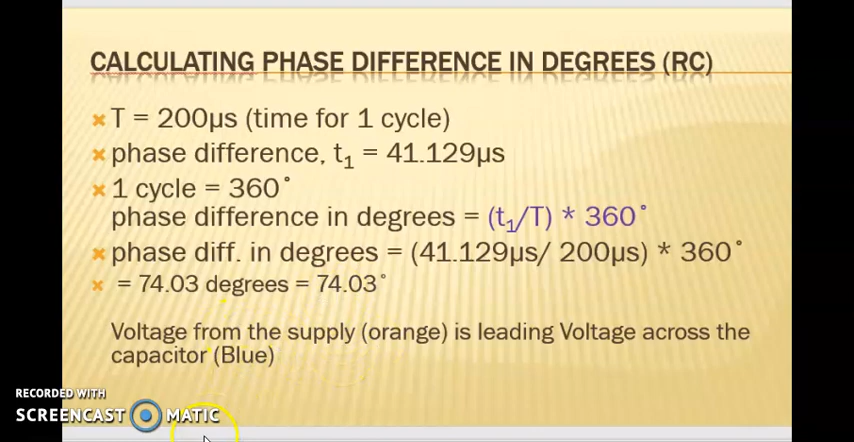 CALCULATING PHASE DIFFERENCE IN DEGREES (RC)
T = 200µs (time for 1 cycle)
phase difference, t₁ = 41.129µs
1 cycle = 360˚
phase difference in degrees = (t₁/T) * 360˚
phase diff. in degrees = (41.129µs/ 200µs) * 360˚
= 74.03 degrees = 74.03˚
Voltage from the supply (orange) is leading Voltage across the
capacitor (Blue)
RECORDED WITH
SCREENCAST MATIC